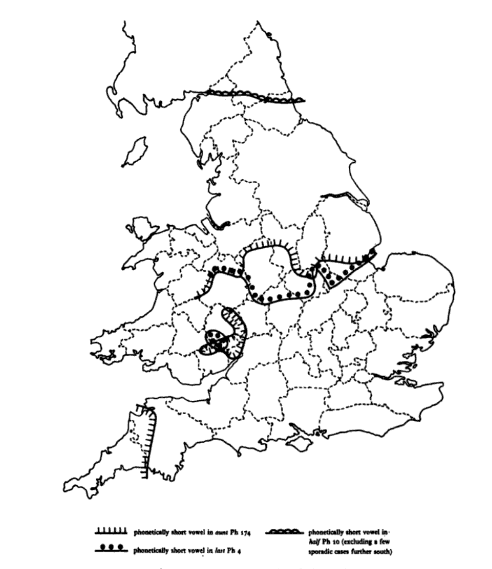 phonetically short vowel in aunt Ph 174
phonetically short vowel in last Ph 4
phonetically short vowel in
half Ph 10 (excluding a few
sporadic cases further south)